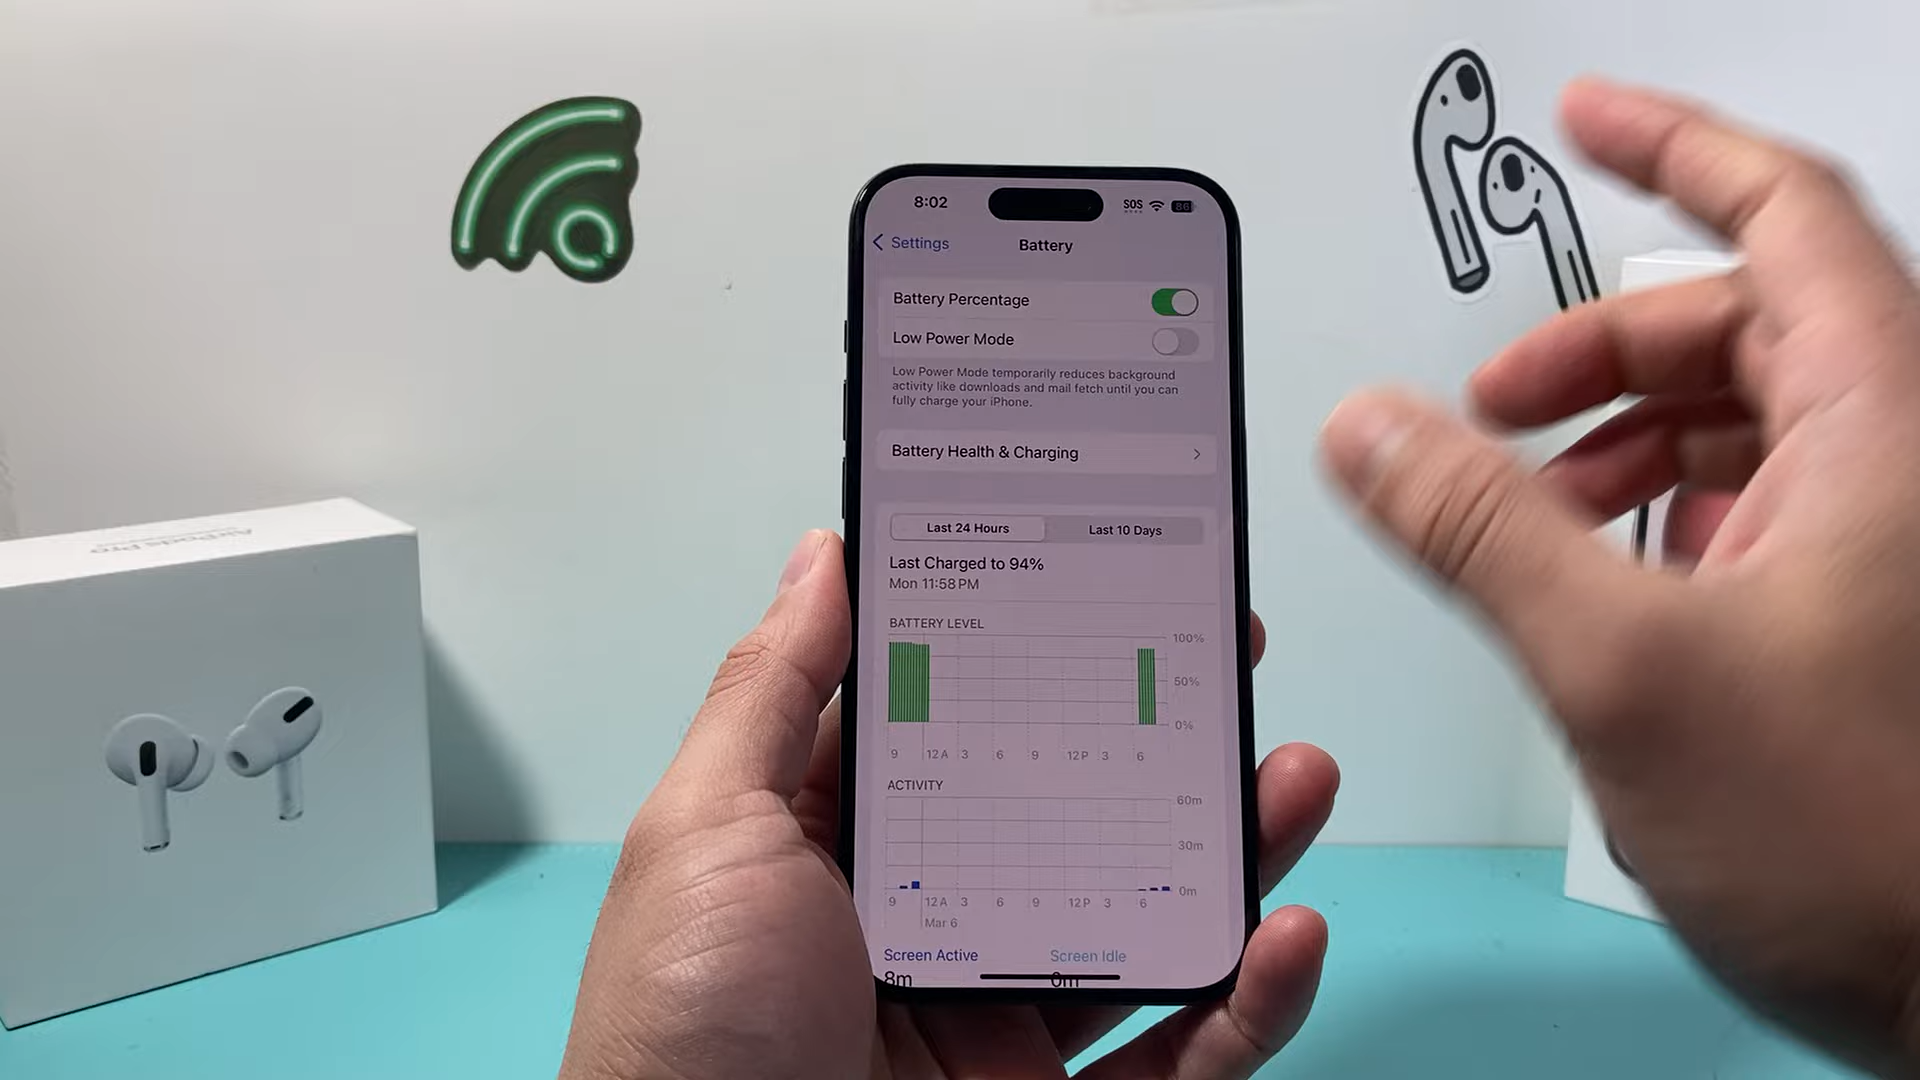 8:02
SOS
86
Settings
Battery
Battery Percentage
Low Power Mode
Low Power Mode temporarily reduces background
activity like downloads and mail fetch until you can
fully charge your iPhone.
Battery Health & Charging
Last 24 Hours
Last 10 Days
Last Charged to 94%
Mon 11:58 PM
BATTERY LEVEL
100%
50%
0%
9 12 A 3 6 9 12 P 3 6
ACTIVITY
60m
30m
0m
9 12 A 3 6 9 12 P 3 6
Mar 6
Screen Active
Screen Idle
8m
0m
AirPods Pro